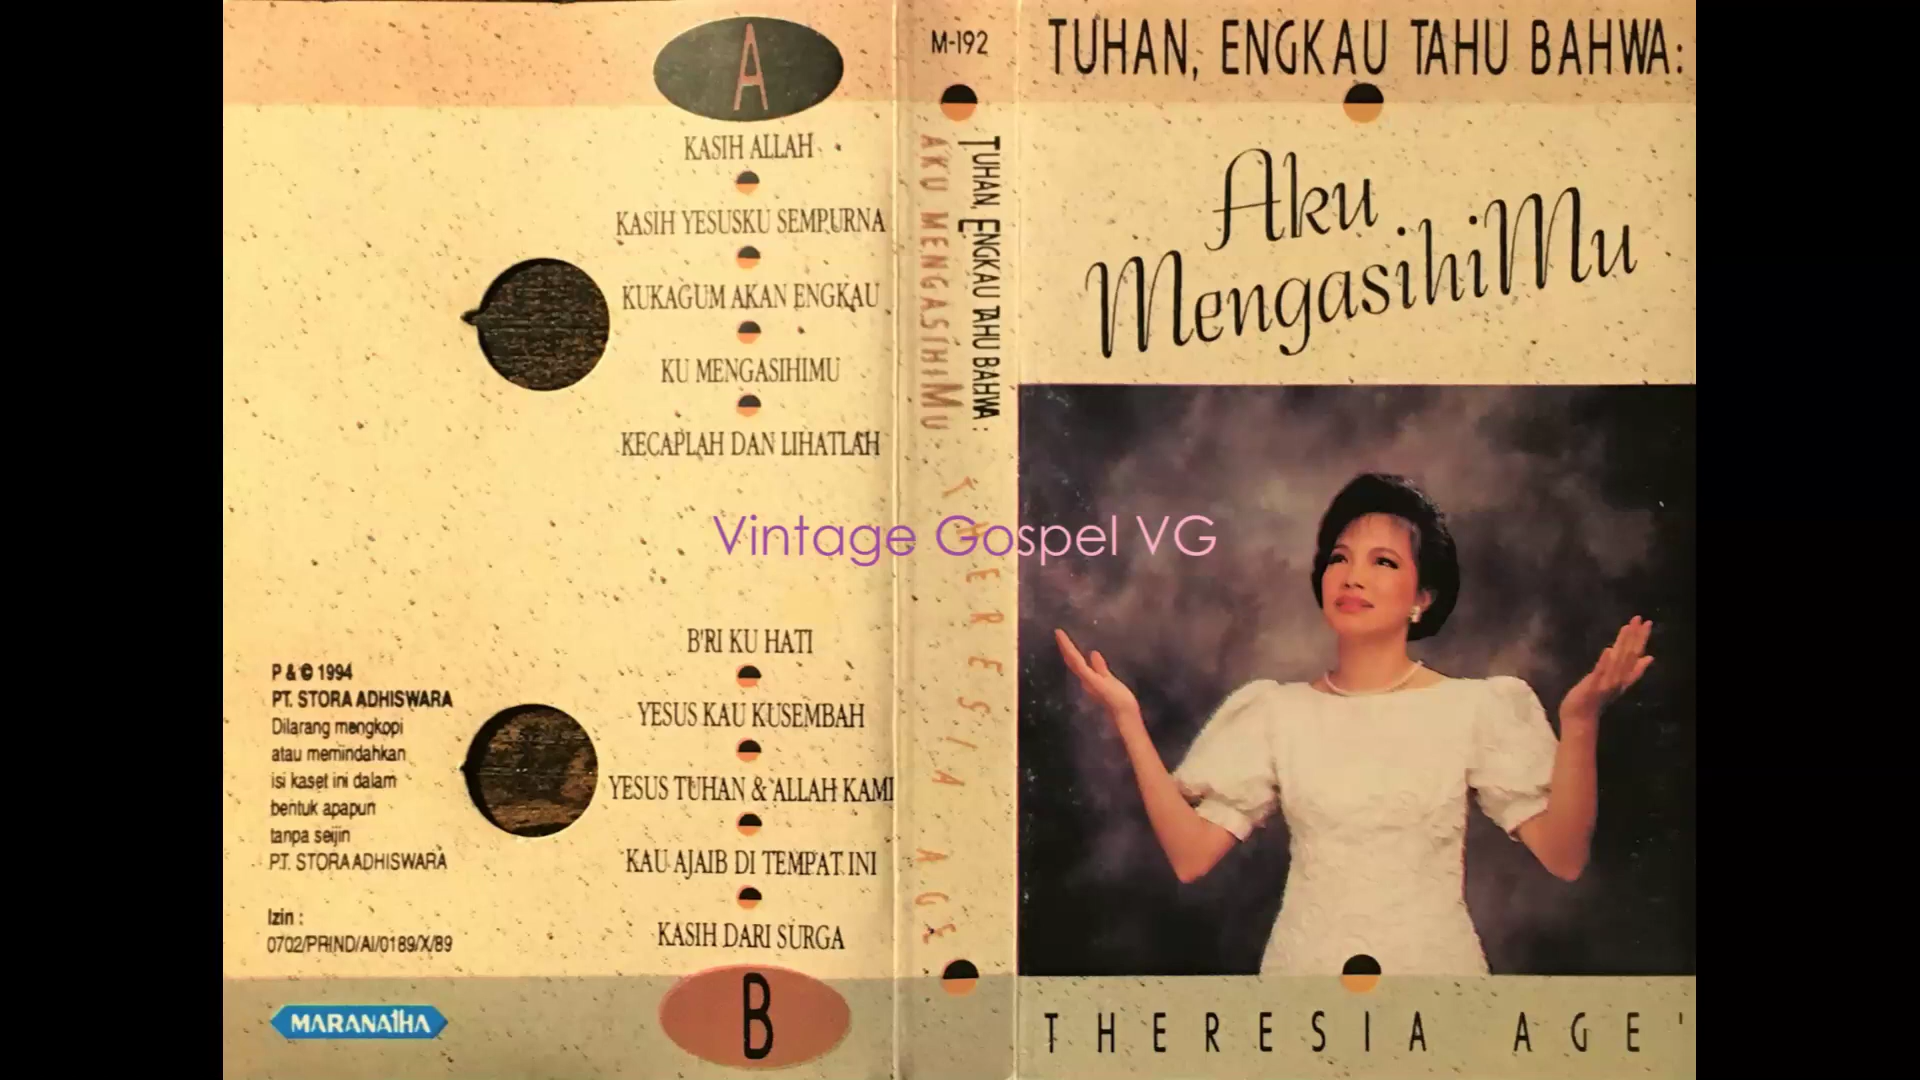 A
KASIH ALLAH
KASIH YESUSKU SEMPURNA
KUKAGUM AKAN ENGKAU
KU MENGASIHIMU
KECAPLAH DAN LIHATLAH
B'RI KU HATI
YESUS KAU KUSEMBAH
YESUS TUHAN & ALLAH KAMI
KAU AJAIB DI TEMPAT INI
KASIH DARI SURGA
B
P & © 1994
PT. STORA ADHISWARA
Dilarang mengkopi
atau memindahkan
isi kaset ini dalam
bentuk apapun
tanpa seijin
PT. STORA ADHISWARA
Izin :
0702/PRIND/AI/0189/X/89
MARANATHA
M-192
TUHAN, ENGKAU TAHU BAHWA:
AKU MENGASIHIMU
THERESIA AGE'
TUHAN, ENGKAU TAHU BAHWA:
Aku
MengasihiMu
THERESIA AGE'
Vintage Gospel VG